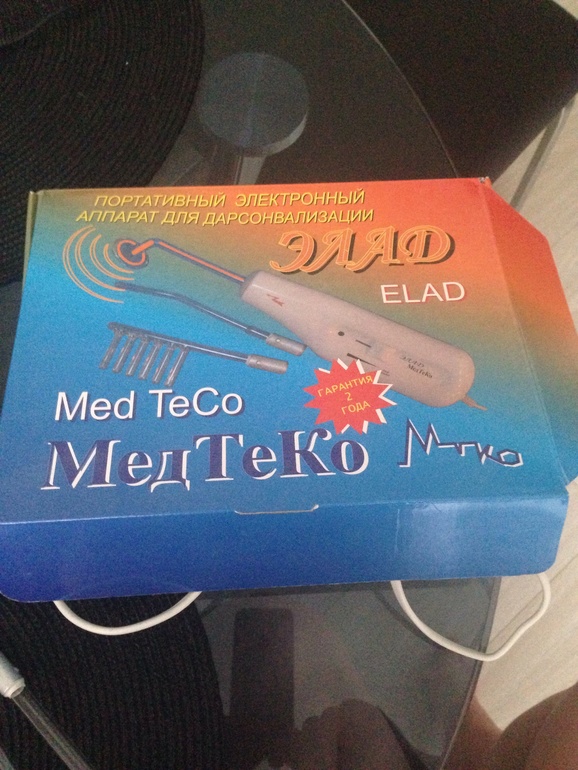 ПОРТАТИВНЫЙ ЭЛЕКТРОННЫЙ
АППАРАТ ДЛЯ ДАРСОНВАЛИЗАЦИИ
ЭЛАД
ELAD
ГАРАНТИЯ
2
ГОДА
Med TeCo
МедТеКо